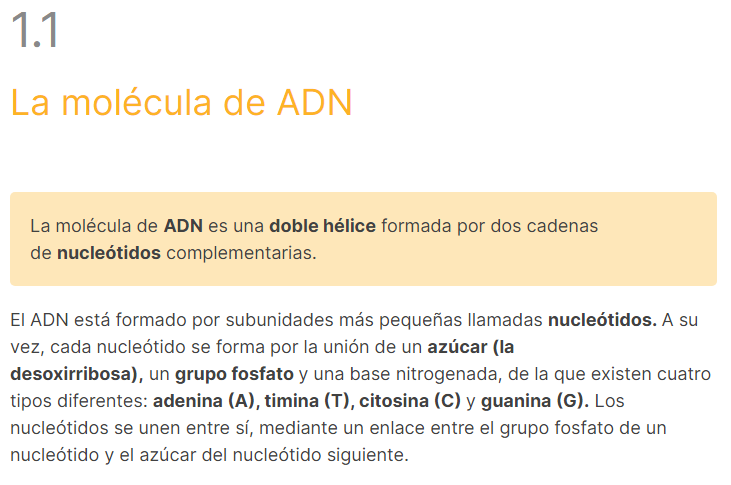 1.1
La molécula de ADN
La molécula de ADN es una doble hélice formada por dos cadenas
de nucleótidos complementarias.
El ADN está formado por subunidades más pequeñas llamadas nucleótidos. A su
vez, cada nucleótido se forma por la unión de un azúcar (la
desoxirribosa), un grupo fosfato y una base nitrogenada, de la que existen cuatro
tipos diferentes: adenina (A), timina (T), citosina (C) y guanina (G). Los
nucleótidos se unen entre sí, mediante un enlace entre el grupo fosfato de un
nucleótido y el azúcar del nucleótido siguiente.